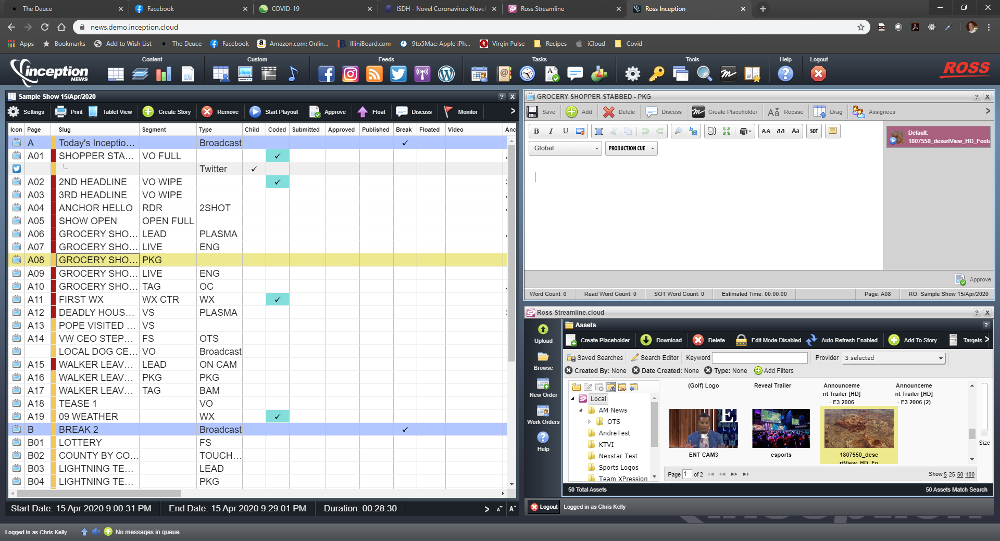 The Deuce
Facebook
COVID-19
ISDH - Novel Coronavirus: Novel
Ross Streamline
Ross Inception
news.demo.inception.cloud
Apps Bookmarks Add to Wish List The Deuce Facebook Amazon.com: Onlin... IlliniBoard.com 9to5Mac: Apple iPh... Virgin Pulse Recipes iCloud Covid
Content Custom Feeds Tasks Tools Help Logout
inception
NEWS
ROSS
Sample Show 15/Apr/2020
Settings Print Tablet View Create Story Remove Start Playout Approve Float Discuss Monitor
Icon Page Slug Segment Type Child Coded Submitted Approved Published Break Floated Video Anc
A Today's Inceptio... Broadcast ✓
A01 SHOPPER STA... VO FULL ✓
Twitter ✓
A02 2ND HEADLINE VO WIPE ✓
A03 3RD HEADLINE VO WIPE
A04 ANCHOR HELLO RDR 2SHOT
A05 SHOW OPEN OPEN FULL
A06 GROCERY SHO... LEAD PLASMA
A07 GROCERY SHO... LIVE ENG
A08 GROCERY SHO... PKG
A09 GROCERY SHO... LIVE ENG
A10 GROCERY SHO... TAG OC
A11 FIRST WX WX CTR WX ✓
A12 DEADLY HOUS... VS PLASMA
A13 POPE VISITED ... VS
A14 VW CEO STEP... FS OTS
LOCAL DOG CE... VO Broadcast
A15 WALKER LEAV... LEAD ON CAM
A16 WALKER LEAV... PKG PKG
A17 WALKER LEAV... TAG BAM
A18 TEASE 1 VO
A19 09 WEATHER WX ✓
B BREAK 2 Broadcast ✓
B01 LOTTERY FS
B02 COUNTY BY CO... TOUCH...
B03 LIGHTNING TE... LEAD
B04 LIGHTNING TE... PKG
Start Date: 15 Apr 2020 9:00:31 PM End Date: 15 Apr 2020 9:29:01 PM Duration: 00:28:30
GROCERY SHOPPER STABBED - PKG
Save Add Delete Discuss Create Placeholder Recase Drag Assignees
B I U AA aa Aa SOT
Global PRODUCTION CUE
Default:
1807550_desertView_HD_Foota
Approve
Word Count: 0 Read Word Count: 0 SOT Word Count: 0 Estimated Time: 00:00:00 Page: A08 RO: Sample Show 15/Apr/2020
Ross Streamline.cloud
Upload
Browse
New Order
Work Orders
Help
Assets
Create Placeholder Download Delete Edit Mode Disabled Auto Refresh Enabled Add To Story Targets
Saved Searches Search Editor Keyword Provider 3 selected
Created By: None Date Created: None Type: None Add Filters
Local
AM News
OTS
AndreTest
KTVI
Nexstar Test
Sports Logos
Team XPression
(Golf) Logo
Reveal Trailer
Announceme
nt Trailer [HD]
- E3 2006
Announceme
nt Trailer [HD]
- E3 2006 (2)
ENT CAM3
esports
1807550_dese
rtView_HD_Fo
Size
Page 1 of 2 Show 5 25 50 100
50 Total Assets 50 Assets Match Search
Logout Logged in as Chris Kelly
Logged in as Chris Kelly No messages in queue